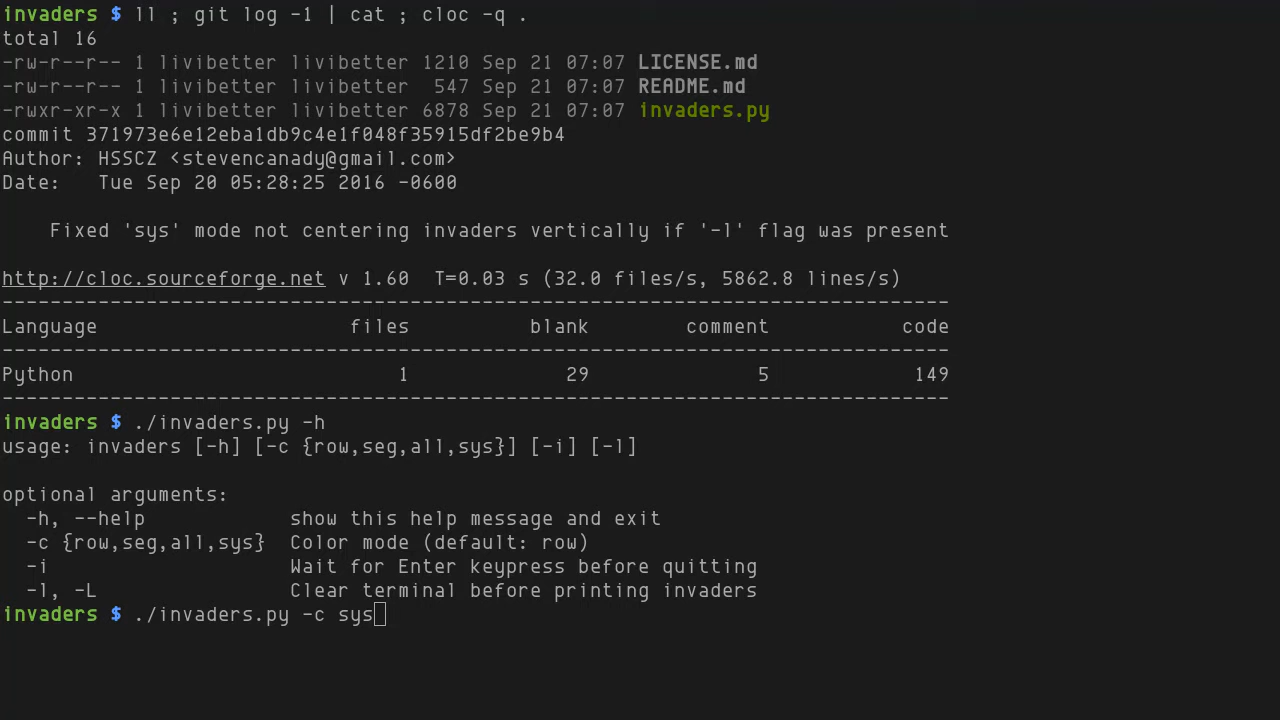 invaders $ ll ; git log -1 | cat ; cloc -q .
total 16
-rw-r--r-- 1 livibetter livibetter 1210 Sep 21 07:07 LICENSE.md
-rw-r--r-- 1 livibetter livibetter  547 Sep 21 07:07 README.md
-rwxr-xr-x 1 livibetter livibetter 6878 Sep 21 07:07 invaders.py
commit 371973e6e12eba1db9c4e1f048f35915df2be9b4
Author: HSSCZ <stevencanady@gmail.com>
Date:   Tue Sep 20 05:28:25 2016 -0600

    Fixed 'sys' mode not centering invaders vertically if '-l' flag was present

http://cloc.sourceforge.net v 1.60  T=0.03 s (32.0 files/s, 5862.8 lines/s)
-------------------------------------------------------------------------------
Language                     files          blank        comment           code
-------------------------------------------------------------------------------
Python                           1             29              5            149
-------------------------------------------------------------------------------
invaders $ ./invaders.py -h
usage: invaders [-h] [-c {row,seg,all,sys}] [-i] [-l]

optional arguments:
  -h, --help            show this help message and exit
  -c {row,seg,all,sys}  Color mode (default: row)
  -i                    Wait for Enter keypress before quitting
  -l, -L                Clear terminal before printing invaders
invaders $ ./invaders.py -c sys